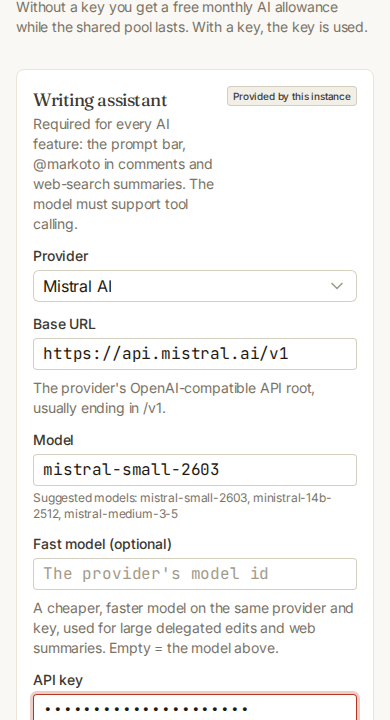 Without a key you get a free monthly AI allowance
while the shared pool lasts. With a key, the key is used.
Writing assistant
Provided by this instance
Required for every AI
feature: the prompt bar,
@markoto in comments and
web-search summaries. The
model must support tool
calling.
Provider
Mistral AI
Base URL
https://api.mistral.ai/v1
The provider's OpenAI-compatible API root,
usually ending in /v1.
Model
mistral-small-2603
Suggested models: mistral-small-2603, ministral-14b-
2512, mistral-medium-3-5
Fast model (optional)
The provider's model id
A cheaper, faster model on the same provider and
key, used for large delegated edits and web
summaries. Empty = the model above.
API key
•••••••••••••••••••••